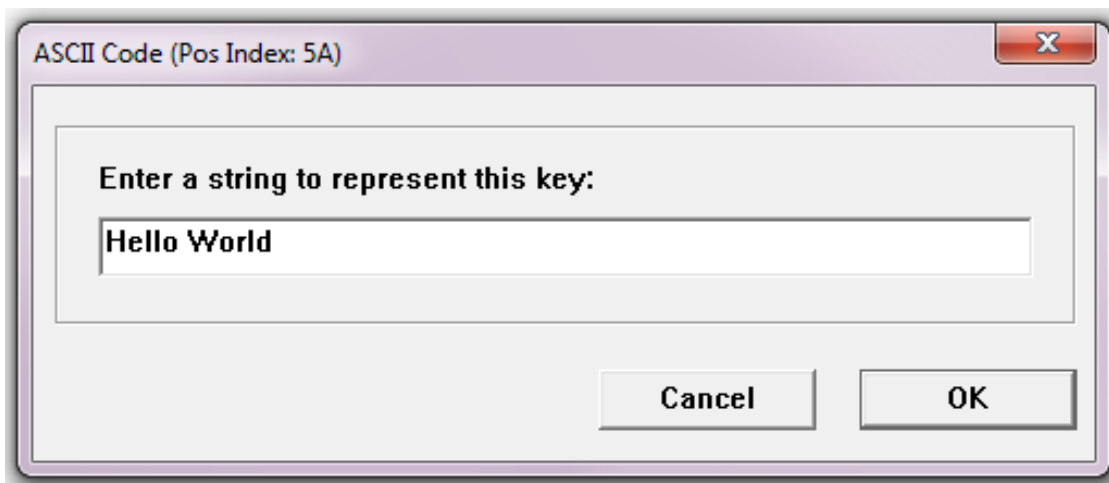 ASCII Code (Pos Index: 5A)
Enter a string to represent this key:
Hello World
Cancel OK